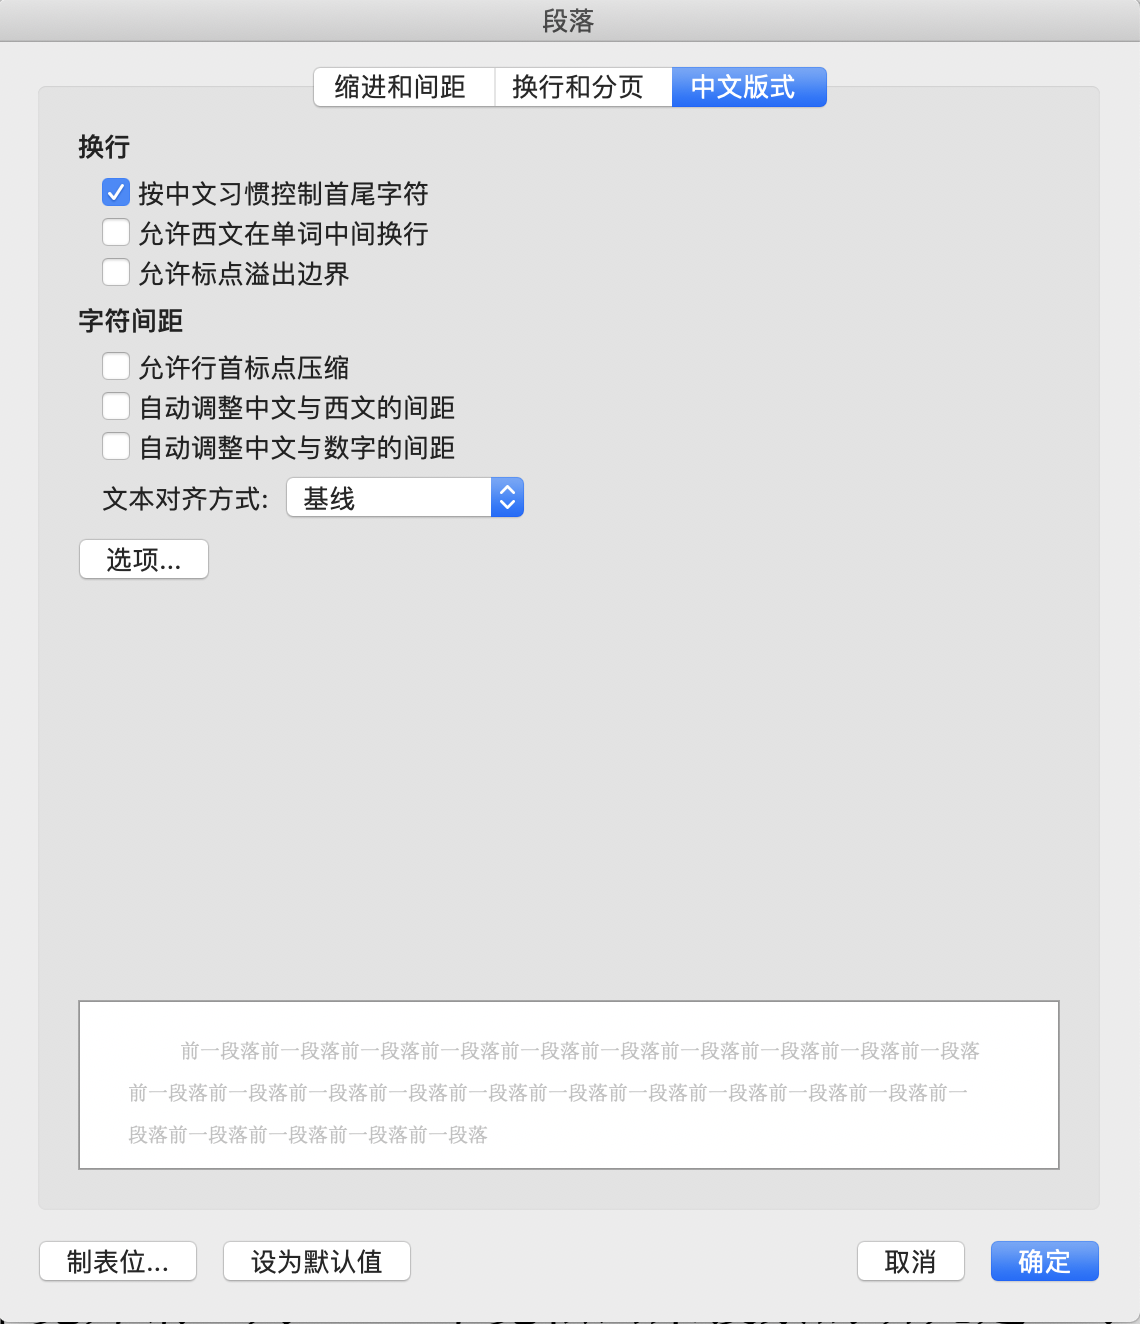 段落
缩进和间距 换行和分页 中文版式
换行
按中文习惯控制首尾字符
允许西文在单词中间换行
允许标点溢出边界
字符间距
允许行首标点压缩
自动调整中文与西文的间距
自动调整中文与数字的间距
文本对齐方式: 基线
选项...
前一段落前一段落前一段落前一段落前一段落前一段落前一段落前一段落前一段落前一段落
前一段落前一段落前一段落前一段落前一段落前一段落前一段落前一段落前一段落前一段落前一
段落前一段落前一段落前一段落前一段落
制表位... 设为默认值 取消 确定